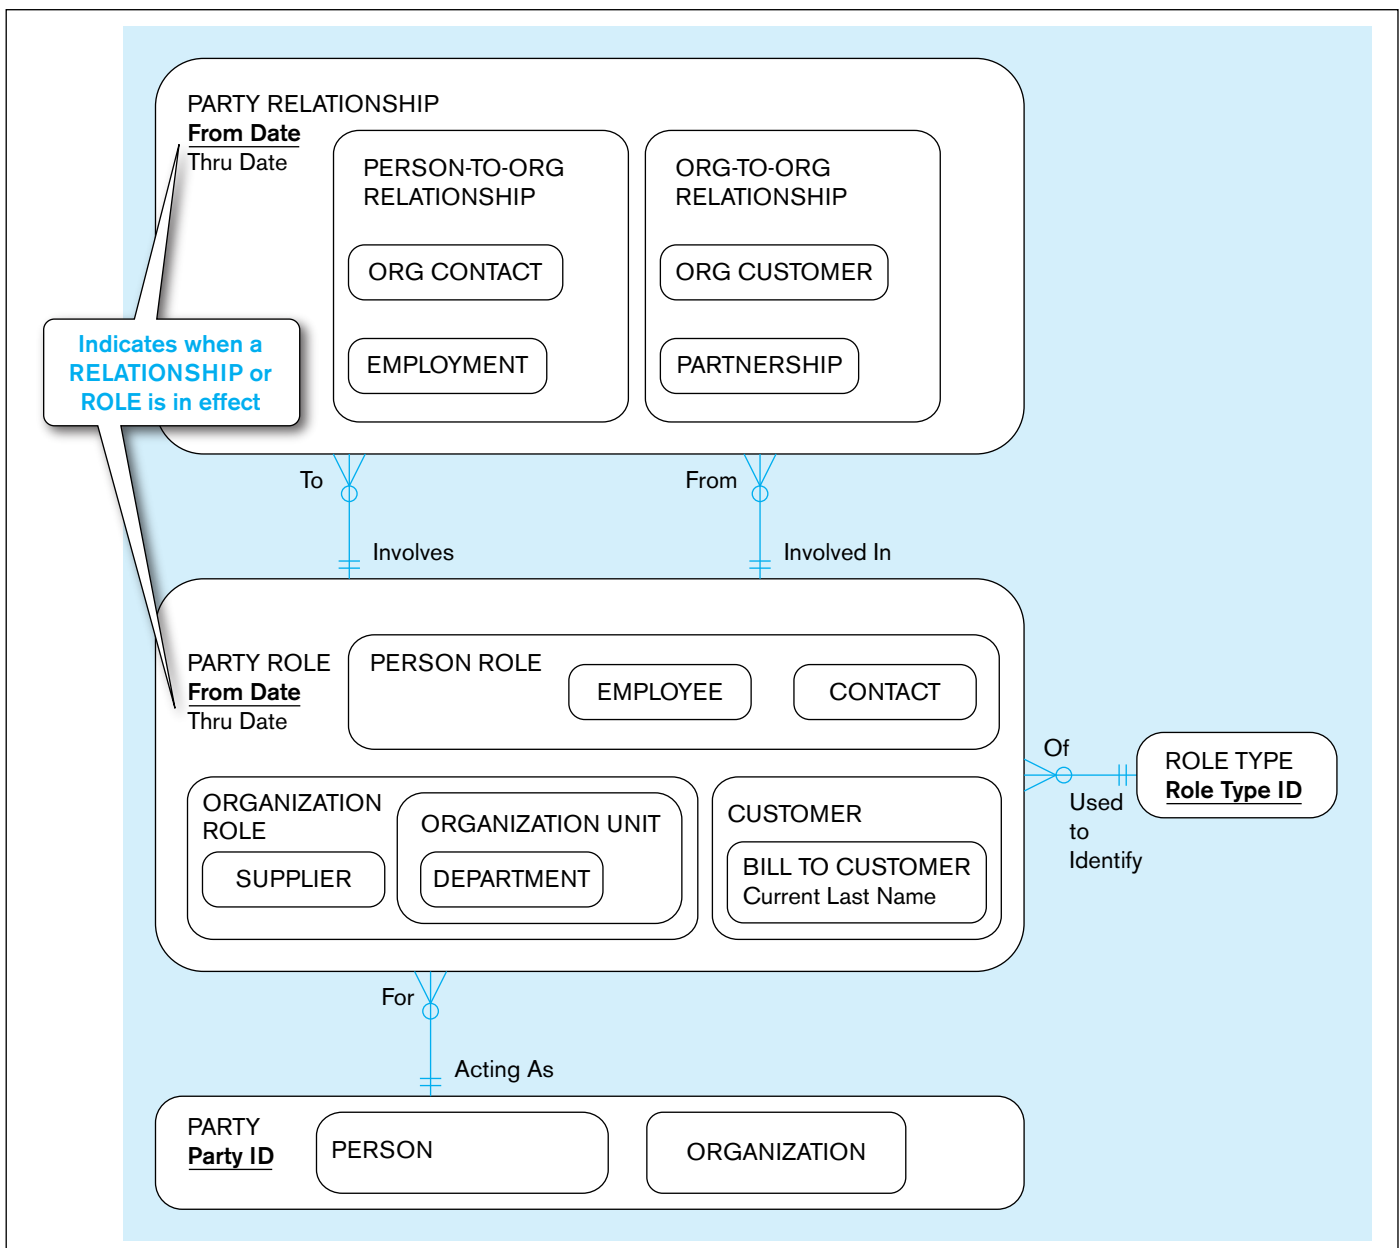 PARTY RELATIONSHIP
From Date
Thru Date
PERSON-TO-ORG
RELATIONSHIP
ORG CONTACT
EMPLOYMENT
ORG-TO-ORG
RELATIONSHIP
ORG CUSTOMER
PARTNERSHIP
Indicates when a
RELATIONSHIP or
ROLE is in effect
To
Involves
From
Involved In
PARTY ROLE
From Date
Thru Date
PERSON ROLE
EMPLOYEE
CONTACT
ORGANIZATION
ROLE
SUPPLIER
ORGANIZATION UNIT
DEPARTMENT
CUSTOMER
BILL TO CUSTOMER
Current Last Name
Of
Used
to
Identify
ROLE TYPE
Role Type ID
For
Acting As
PARTY
Party ID
PERSON
ORGANIZATION